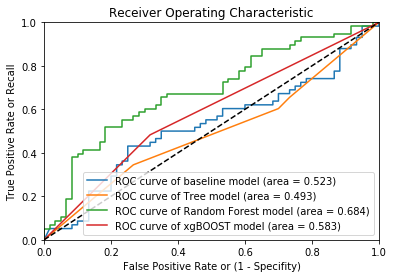 Receiver Operating Characteristic
True Positive Rate or Recall
1.0
0.8
0.6
0.4
0.2
0.0
ROC curve of baseline model (area = 0.523)
ROC curve of Tree model (area = 0.493)
ROC curve of Random Forest model (area = 0.684)
ROC curve of xgBOOST model (area = 0.583)
0.0 0.2 0.4 0.6 0.8 1.0
False Positive Rate or (1 - Specifity)